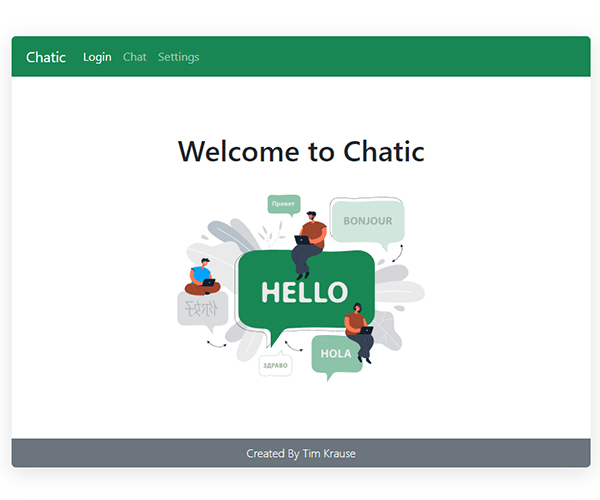 Chatic Login Chat Settings
Welcome to Chatic
Привет
BONJOUR
HELLO
你好
HOLA
ЗДРАВО
Created By Tim Krause